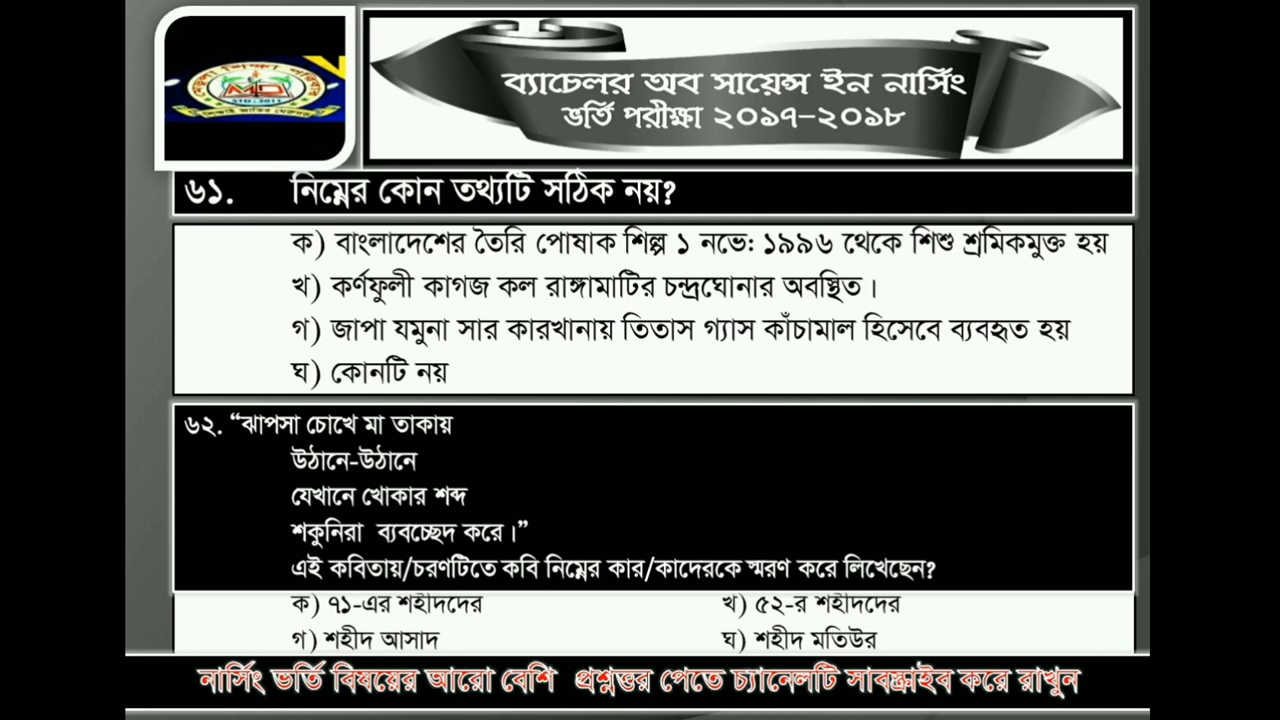 ব্যাচেলর অব সায়েন্স ইন নার্সিং
ভর্তি পরীক্ষা ২০১৭-২০১৮
MD
STD: 2011
৬১. নিম্নের কোন তথ্যটি সঠিক নয়?
ক) বাংলাদেশের তৈরি পোষাক শিল্প ১ নভে: ১৯৯৬ থেকে শিশু শ্রমিকমুক্ত হয়
খ) কর্ণফুলী কাগজ কল রাঙ্গামাটির চন্দ্রঘোনার অবস্থিত।
গ) জাপা যমুনা সার কারখানায় তিতাস গ্যাস কাঁচামাল হিসেবে ব্যবহৃত হয়
ঘ) কোনটি নয়
৬২. “ঝাপসা চোখে মা তাকায়
উঠানে-উঠানে
যেখানে খোকার শব্দ
শকুনিরা ব্যবচ্ছেদ করে।”
এই কবিতায়/চরণটিতে কবি নিম্নের কার/কাদেরকে স্মরণ করে লিখেছেন?
ক) ৭১-এর শহীদদের খ) ৫২-র শহীদদের
গ) শহীদ আসাদ ঘ) শহীদ মতিউর
নার্সিং ভর্তি বিষয়ের আরো বেশি প্রশ্নত্তর পেতে চ্যানেলটি সাবস্ক্রাইব করে রাখুন